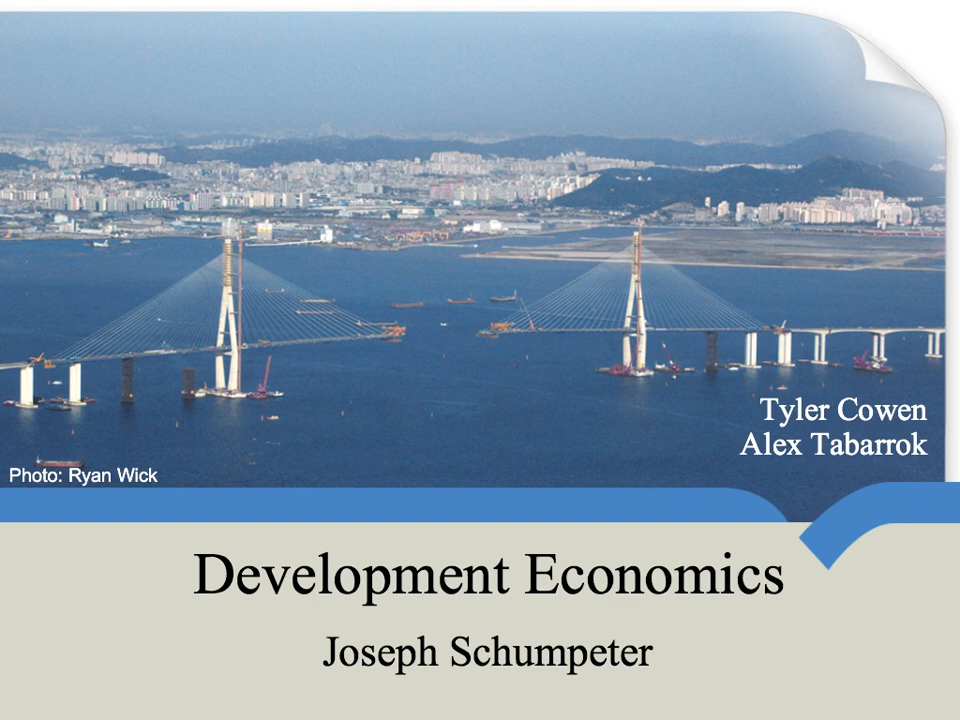 Tyler Cowen
Alex Tabarrok
Photo: Ryan Wick
Development Economics
Joseph Schumpeter